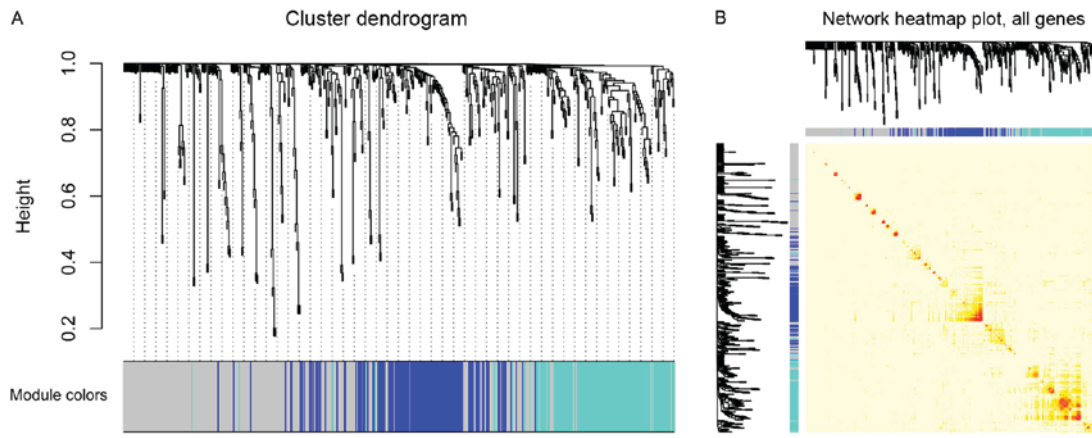 A
Cluster dendrogram
Height
1.0
0.8
0.6
0.4
0.2
Module colors
B
Network heatmap plot, all genes